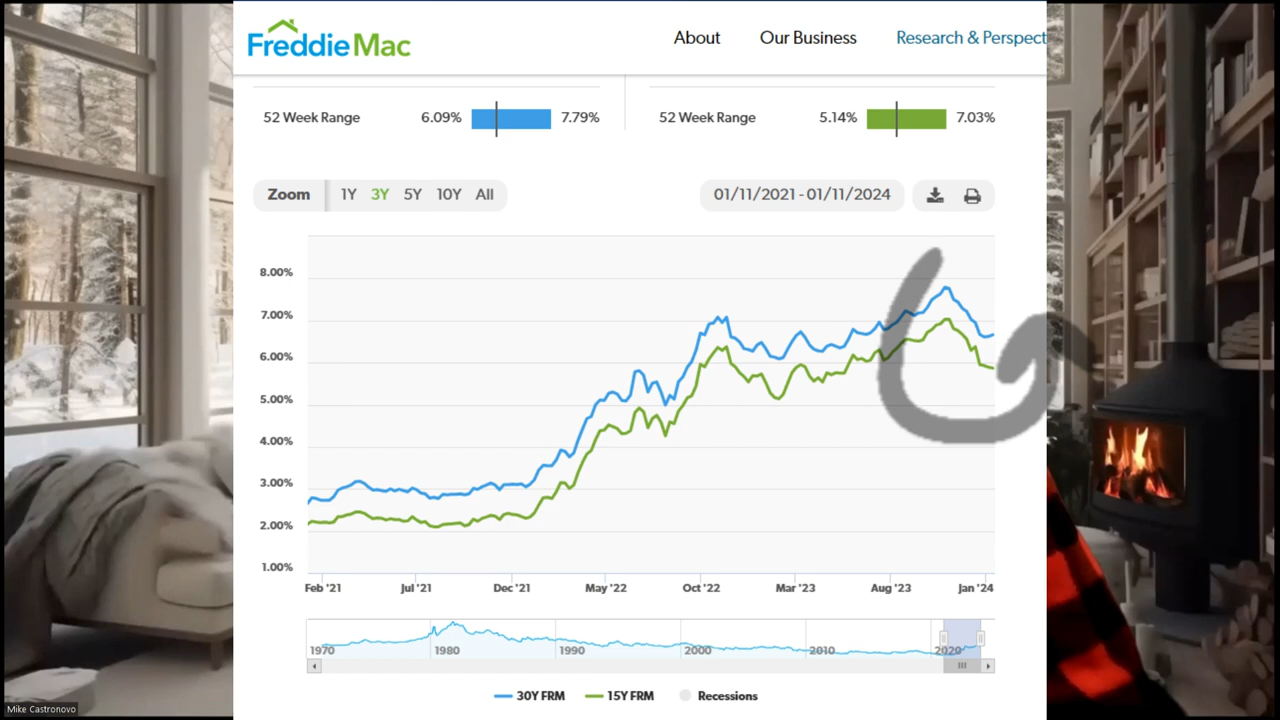 FreddieMac
About Our Business Research & Perspect
52 Week Range 6.09% 7.79% 52 Week Range 5.14% 7.03%
Zoom 1Y 3Y 5Y 10Y All 01/11/2021 - 01/11/2024
8.00%
7.00%
6.00%
5.00%
4.00%
3.00%
2.00%
1.00%
Feb '21 Jul '21 Dec '21 May '22 Oct '22 Mar '23 Aug '23 Jan '24
1970 1980 1990 2000 2010 2020
30Y FRM 15Y FRM Recessions
Mike Castronovo